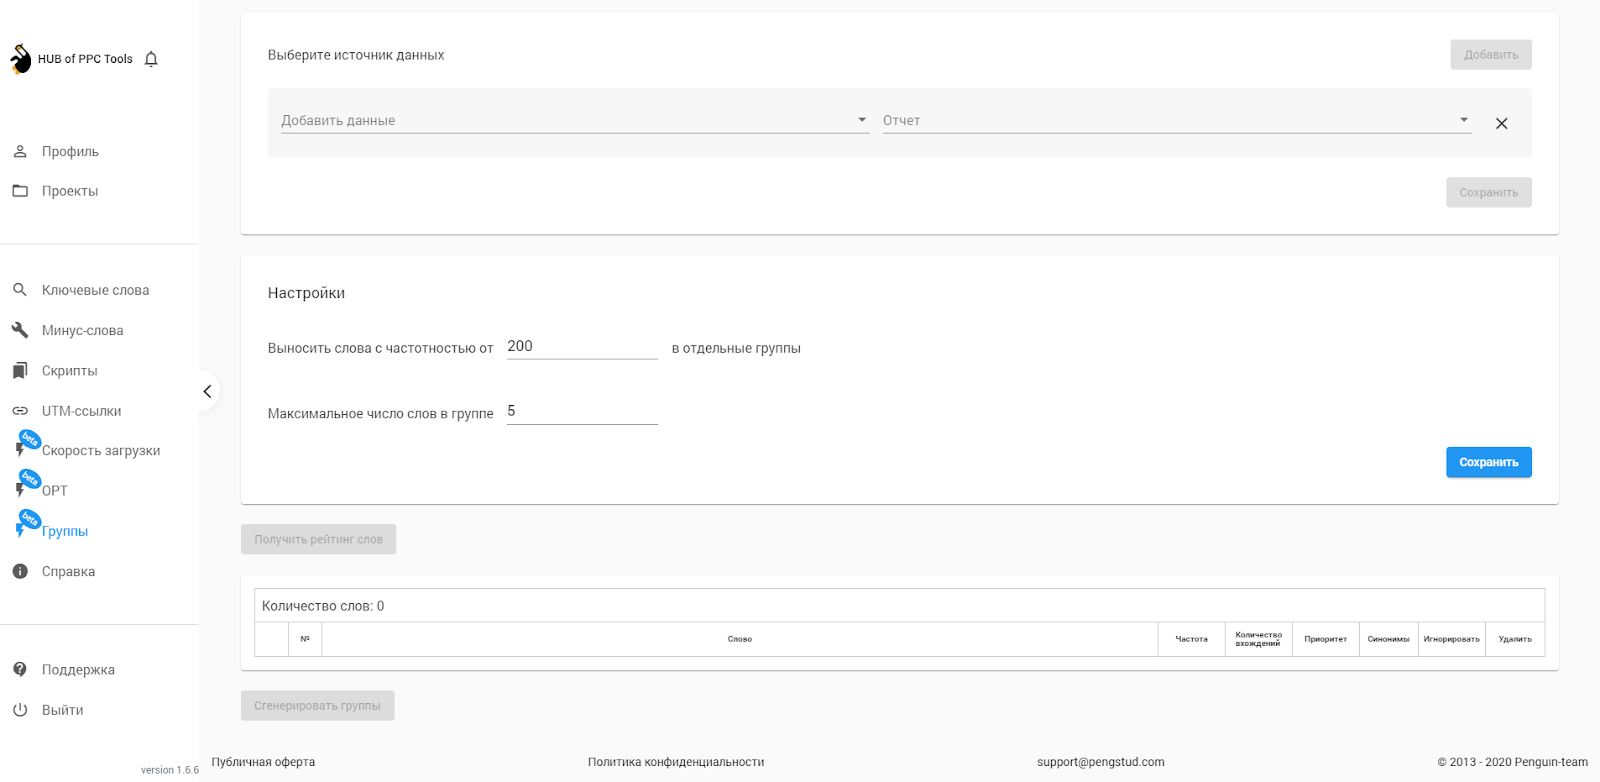 HUB of PPC Tools
Профиль
Проекты
Ключевые слова
Минус-слова
Скрипты
UTM-ссылки
beta
Скорость загрузки
beta
ОРТ
beta
Группы
Справка
Поддержка
Выйти
version 1.6.6
Выберите источник данных
Добавить
Добавить данные
Отчет
Сохранить
Настройки
Выносить слова с частотностью от 200 в отдельные группы
Максимальное число слов в группе 5
Сохранить
Получить рейтинг слов
Количество слов: 0
№ Слово Частота Количество вхождений Приоритет Синонимы Игнорировать Удалить
Сгенерировать группы
Публичная оферта Политика конфиденциальности support@pengstud.com © 2013 - 2020 Penguin-team